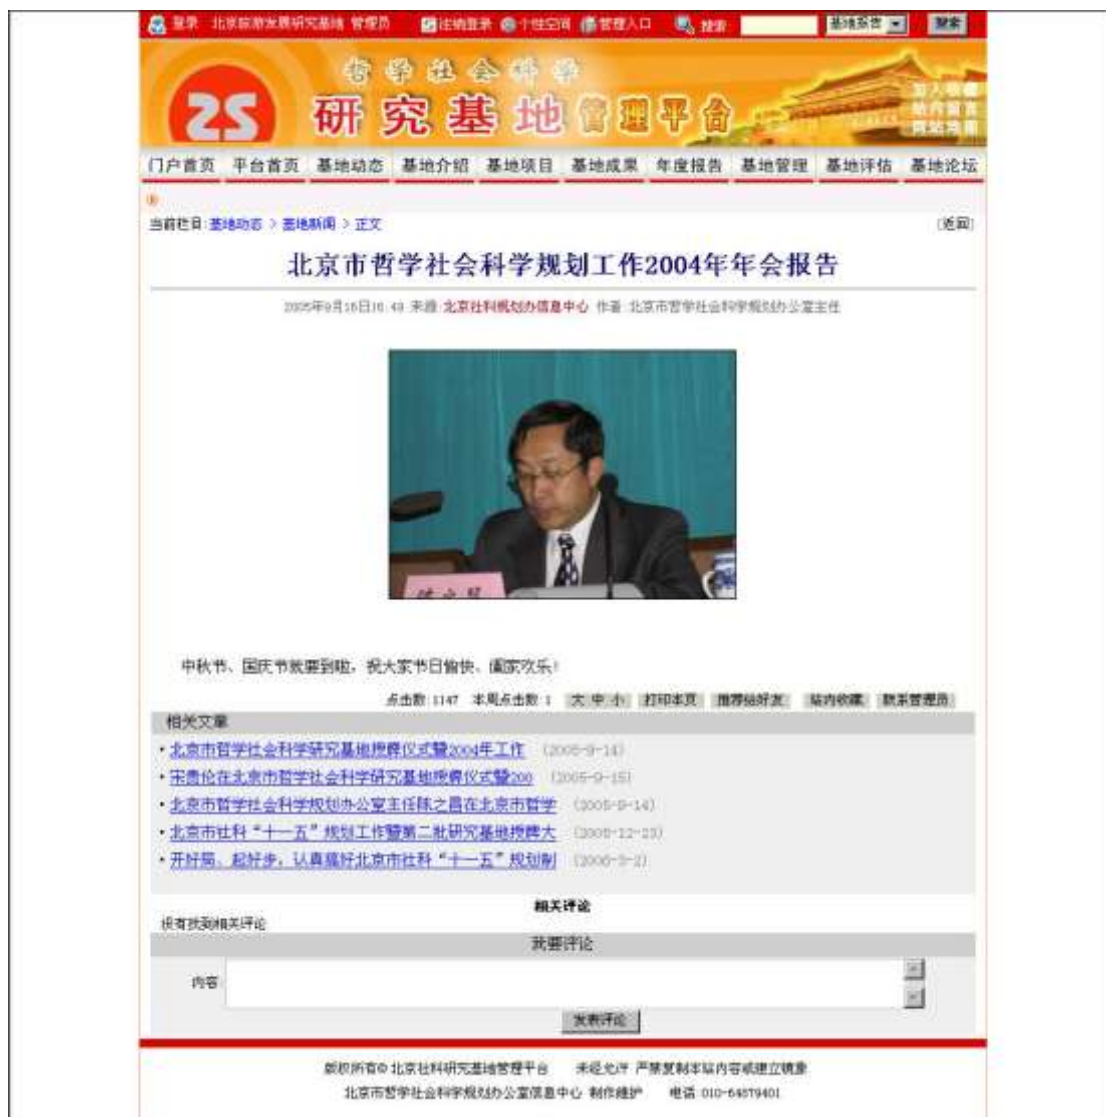 登录 北京旅游发展研究基地 管理员 注销登录 个性空间 管理入口 搜索 基地报告 搜索
哲学社会科学
研究基地管理平台
加入收藏
站内留言
网站地图
门户首页 平台首页 基地动态 基地介绍 基地项目 基地成果 年度报告 基地管理 基地评估 基地论坛
当前栏目:基地动态 > 基地新闻 > 正文 [返回]
北京市哲学社会科学规划工作2004年年会报告
2005年9月16日16:49 来源:北京社科规划办信息中心 作者:北京市哲学社会科学规划办公室主任
中秋节、国庆节就要到啦,祝大家节日愉快、阖家欢乐!
点击数:1147 本周点击数:1 大 中 小 打印本页 推荐给好友 站内收藏 联系管理员
相关文章
·北京市哲学社会科学研究基地授牌仪式暨2004年工作 (2005-9-14)
·宋贵伦在北京市哲学社会科学研究基地授牌仪式暨200 (2005-9-15)
·北京市哲学社会科学规划办公室主任陈之昌在北京市哲学 (2005-9-14)
·北京市社科“十一五”规划工作暨第二批研究基地授牌大 (2005-12-23)
·开好局、起好步,认真搞好北京市社科“十一五”规划制 (2006-3-2)
相关评论
没有找到相关评论
我要评论
内容
发表评论
版权所有©北京社科研究基地管理平台 未经允许 严禁复制本站内容或建立镜象
北京市哲学社会科学规划办公室信息中心 制作维护 电话:010-64879401